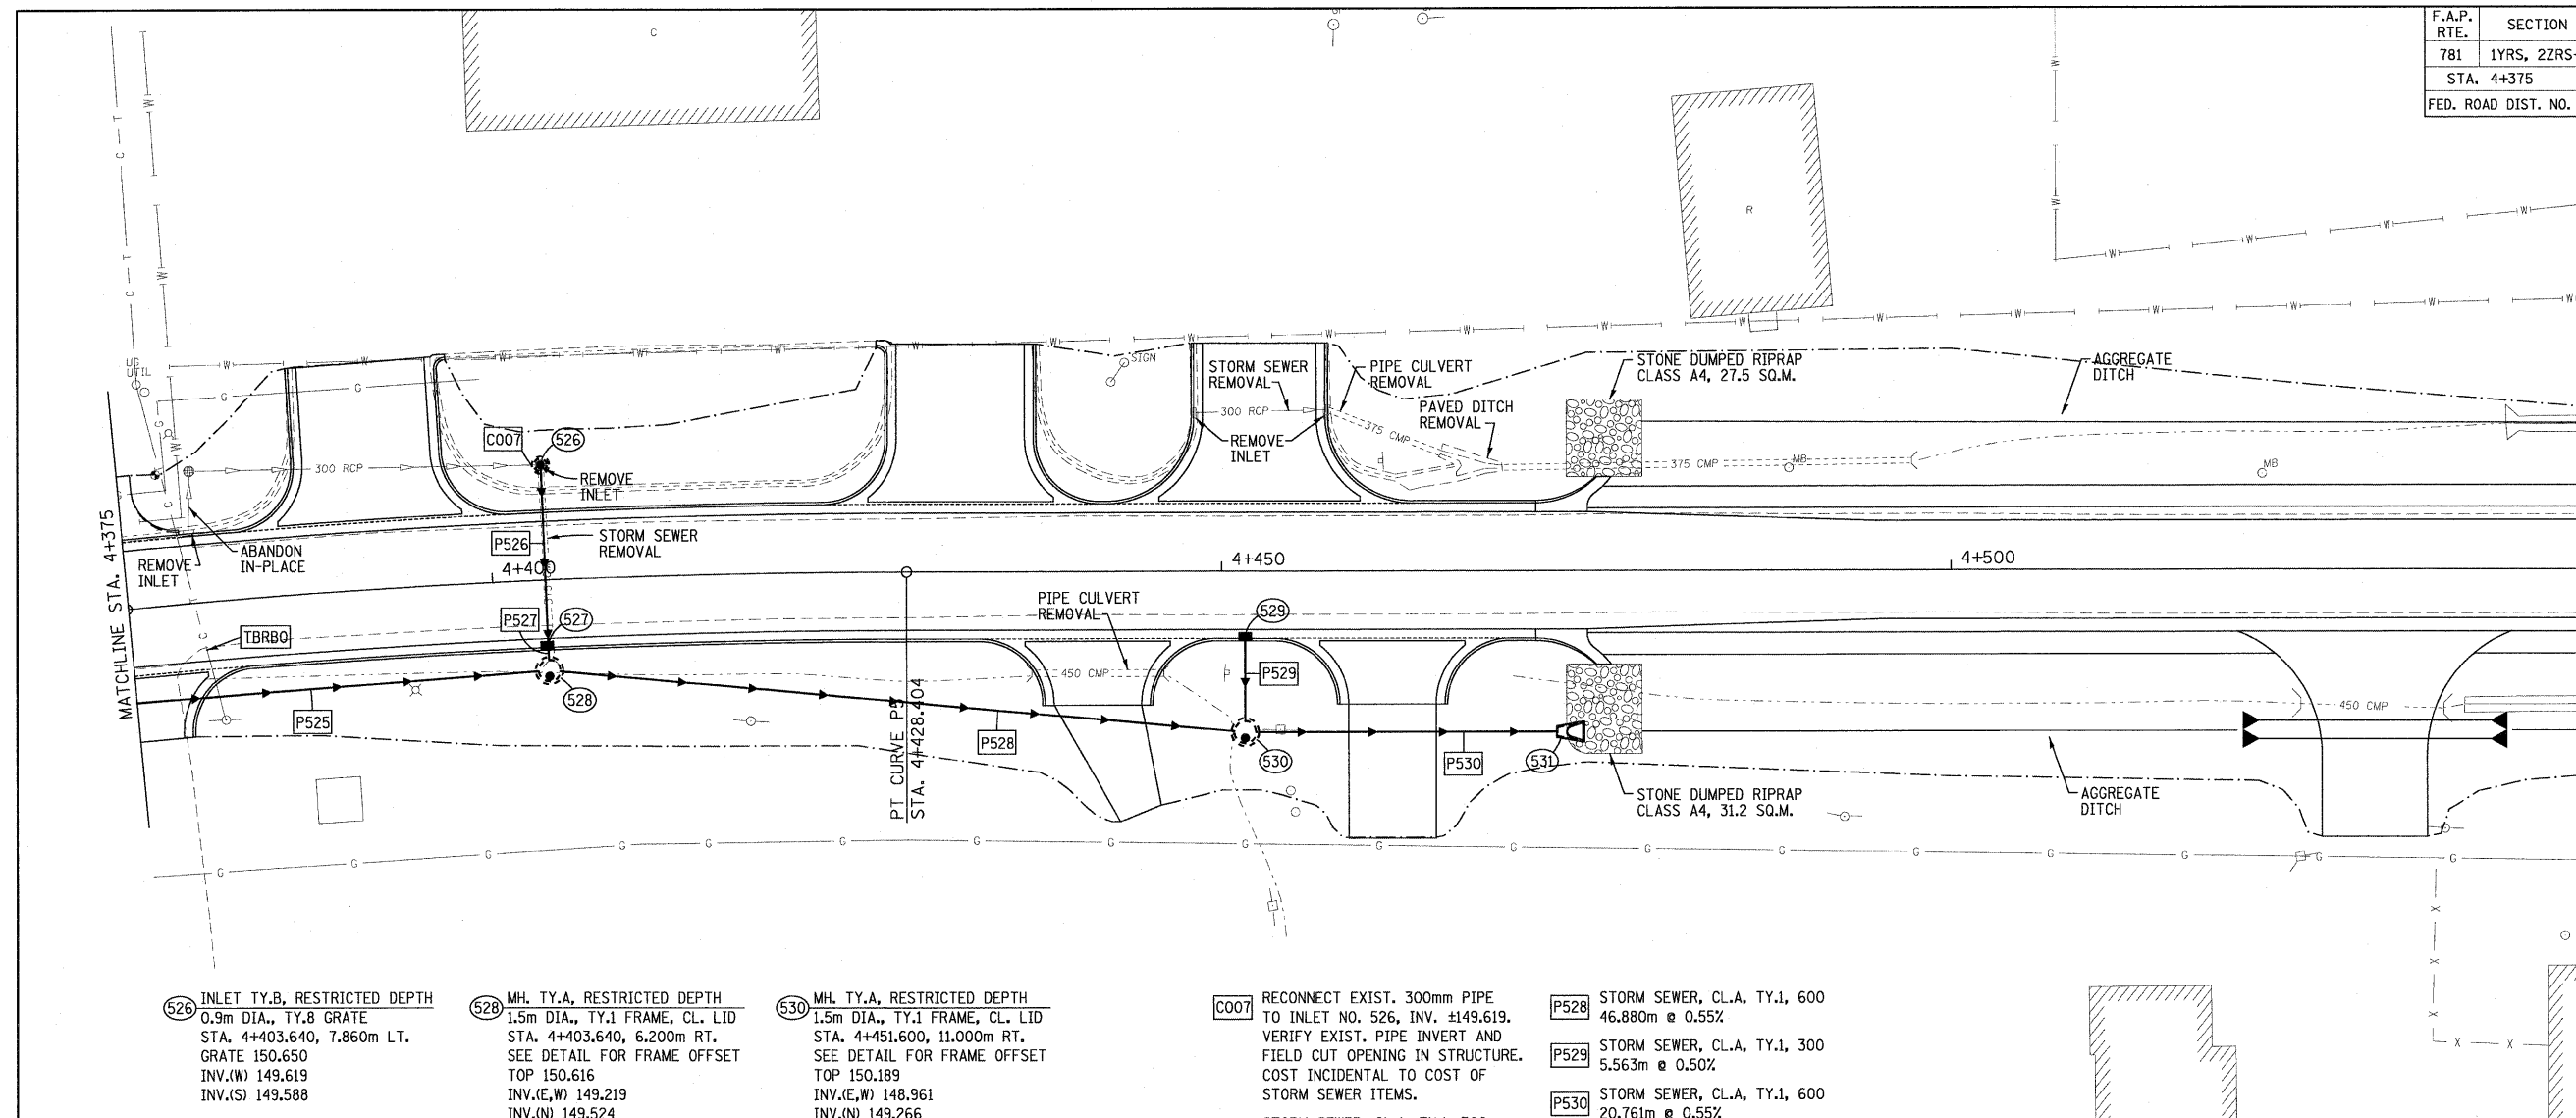 F.A.P.
RTE.
SECTION
781
1YRS, 2ZRS-
STA. 4+375
FED. ROAD DIST. NO.
C
R
UG
UTIL
SIGN
STORM SEWER
REMOVAL
PIPE CULVERT
REMOVAL
STONE DUMPED RIPRAP
CLASS A4, 27.5 SQ.M.
AGGREGATE
DITCH
PAVED DITCH
REMOVAL
300 RCP
375 CMP
REMOVE
INLET
C007
526
300 RCP
REMOVE
INLET
375 CMP
MB
MB
MATCHLINE STA. 4+375
REMOVE
INLET
ABANDON
IN-PLACE
P526
STORM SEWER
REMOVAL
4+400
4+450
4+500
TBRBO
P527
527
PIPE CULVERT
REMOVAL
529
450 CMP
P529
P525
528
PT CURVE P5
STA. 4+428.404
P528
530
P530
531
450 CMP
STONE DUMPED RIPRAP
CLASS A4, 31.2 SQ.M.
AGGREGATE
DITCH
526 INLET TY.B, RESTRICTED DEPTH
0.9m DIA., TY.8 GRATE
STA. 4+403.640, 7.860m LT.
GRATE 150.650
INV.(W) 149.619
INV.(S) 149.588
528 MH. TY.A, RESTRICTED DEPTH
1.5m DIA., TY.1 FRAME, CL. LID
STA. 4+403.640, 6.200m RT.
SEE DETAIL FOR FRAME OFFSET
TOP 150.616
INV.(E,W) 149.219
INV.(N) 149.524
530 MH. TY.A, RESTRICTED DEPTH
1.5m DIA., TY.1 FRAME, CL. LID
STA. 4+451.600, 11.000m RT.
SEE DETAIL FOR FRAME OFFSET
TOP 150.189
INV.(E,W) 148.961
INV.(N) 149.266
C007 RECONNECT EXIST. 300mm PIPE
TO INLET NO. 526, INV. ±149.619.
VERIFY EXIST. PIPE INVERT AND
FIELD CUT OPENING IN STRUCTURE.
COST INCIDENTAL TO COST OF
STORM SEWER ITEMS.
P528 STORM SEWER, CL.A, TY.1, 600
46.880m @ 0.55%
P529 STORM SEWER, CL.A, TY.1, 300
5.563m @ 0.50%
P530 STORM SEWER, CL.A, TY.1, 600
20.761m @ 0.55%